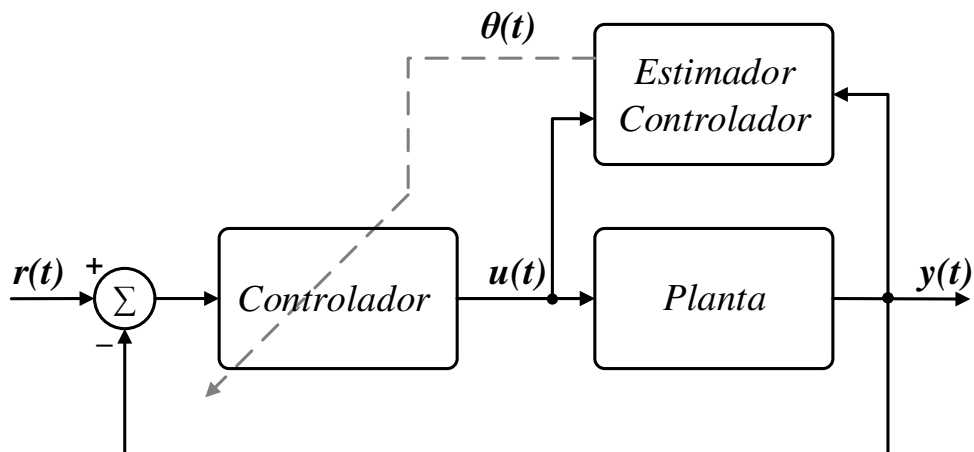 θ(t)
Estimador
Controlador
r(t)
+
Σ
−
Controlador
u(t)
Planta
y(t)